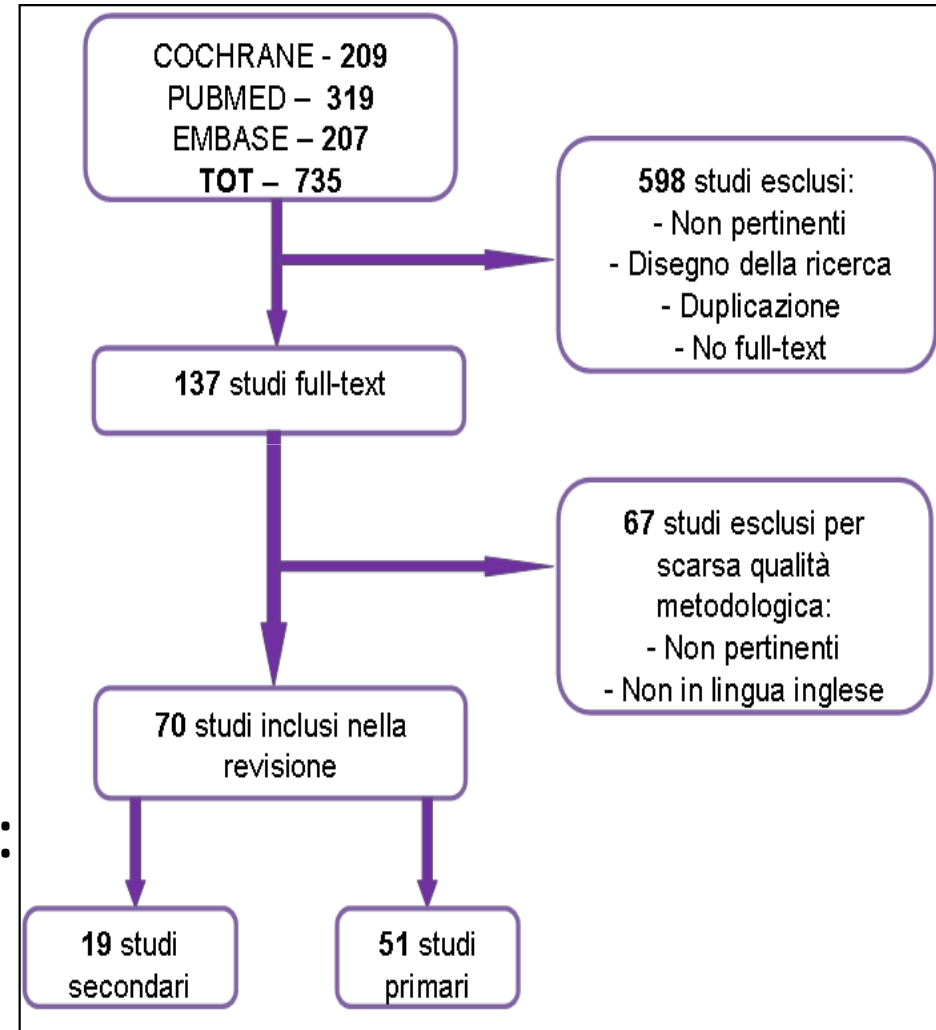 COCHRANE - 209
PUBMED – 319
EMBASE – 207
TOT – 735
598 studi esclusi:
- Non pertinenti
- Disegno della ricerca
- Duplicazione
- No full-text
137 studi full-text
67 studi esclusi per
scarsa qualità
metodologica:
- Non pertinenti
- Non in lingua inglese
70 studi inclusi nella
revisione
:
19 studi
secondari
51 studi
primari